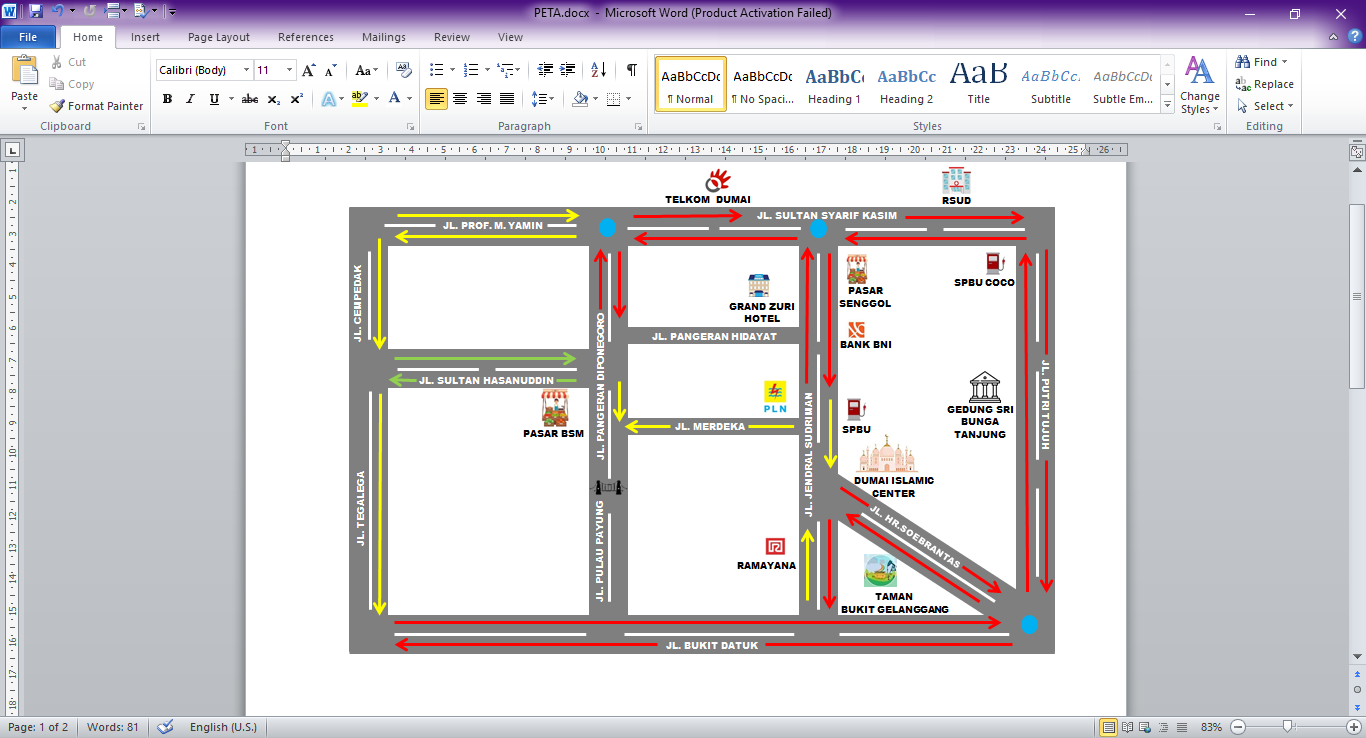 PETA.docx - Microsoft Word (Product Activation Failed)
File Home Insert Page Layout References Mailings Review View
Paste
Cut
Copy
Format Painter
Clipboard
Calibri (Body) 11
Font
Paragraph
AaBbCcDc
¶ Normal
AaBbCcDc
¶ No Spaci...
AaBbCc
Heading 1
AaBbCc
Heading 2
AaB
Title
AaBbCc.
Subtitle
AaBbCcDc
Subtle Em...
Change
Styles
Styles
Find
Replace
Select
Editing
TELKOM DUMAI
RSUD
JL. SULTAN SYARIF KASIM
JL. PROF. M. YAMIN
JL. CEMPEDAK
PASAR
SENGGOL
SPBU COCO
GRAND ZURI
HOTEL
JL. PANGERAN HIDAYAT
BANK BNI
JL. PANGERAN DIPONEGORO
JL. SULTAN HASANUDDIN
PASAR BSM
PLN
JL. MERDEKA
JL. JENDRAL SUDRIMAN
SPBU
GEDUNG SRI
BUNGA
TANJUNG
JL. PUTRI TUJUH
DUMAI ISLAMIC
CENTER
JL. TEGALEGA
JL. PULAU PAYUNG
JL. HR.SOEBRANTAS
RAMAYANA
TAMAN
BUKIT GELANGGANG
JL. BUKIT DATUK
Page: 1 of 2 Words: 81 English (U.S.) 83%